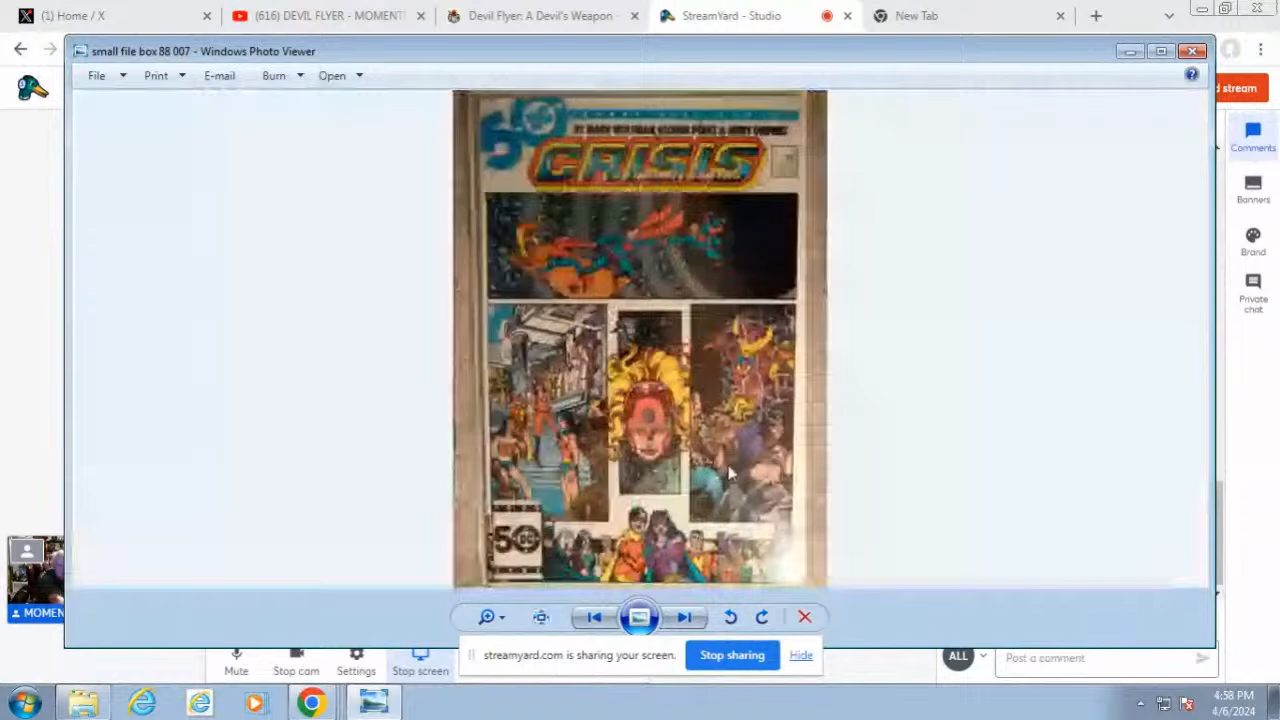 (616) DEVIL FLYER - MOMENT
Home / X
Devil Flyer: A Devil's Weapon -
StreamYard - Studio
New Tab
small file box 88 007 - Windows Photo Viewer
File Print E-mail Burn Open
d stream
Comments
Banners
Brand
Private
chat
50
CRISIS
50
MOMEN
Mute Stop cam Settings Stop screen
streamyard.com is sharing your screen. Stop sharing Hide
ALL Post a comment
4:58 PM
4/6/2024